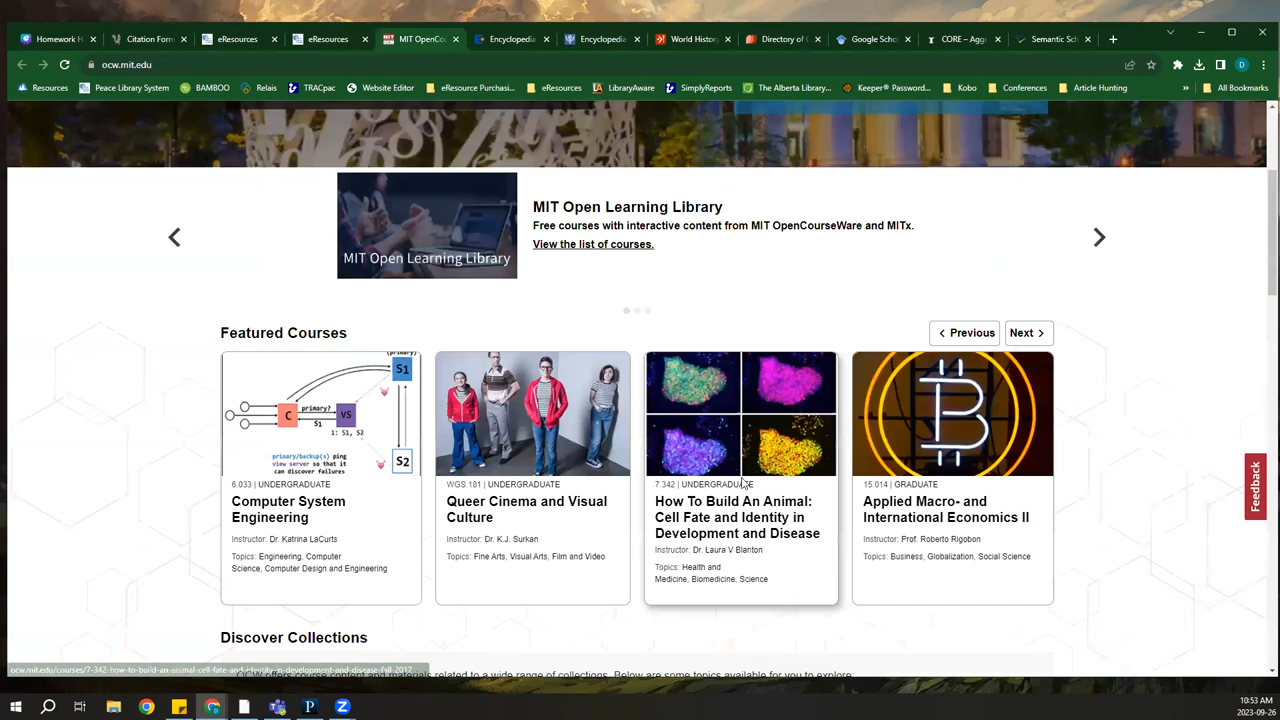 Homework H
Citation Form
eResources
eResources
MIT OpenCou
Encyclopedia
Encyclopedia
World History
Directory of O
Google Schol
CORE – Aggr
Semantic Sch
ocw.mit.edu
D
Resources
Peace Library System
BAMBOO
Relais
TRACpac
Website Editor
eResource Purchasi...
eResources
LibraryAware
SimplyReports
The Alberta Library...
Keeper® Password...
Kobo
Conferences
Article Hunting
»
All Bookmarks
MIT Open Learning Library
MIT Open Learning Library
Free courses with interactive content from MIT OpenCourseWare and MITx.
View the list of courses.
Featured Courses
Previous
Next
(primary)
S1
C
primary?
S1
VS
1: S1, S2
S2
primary/backup(s) ping
view server so that it
can discover failures
6.033 | UNDERGRADUATE
Computer System
Engineering
Instructor: Dr. Katrina LaCurts
Topics: Engineering, Computer
Science, Computer Design and Engineering
WGS.181 | UNDERGRADUATE
Queer Cinema and Visual
Culture
Instructor: Dr. K.J. Surkan
Topics: Fine Arts, Visual Arts, Film and Video
7.342 | UNDERGRADUATE
How To Build An Animal:
Cell Fate and Identity in
Development and Disease
Instructor: Dr. Laura V Blanton
Topics: Health and
Medicine, Biomedicine, Science
15.014 | GRADUATE
Applied Macro- and
International Economics II
Instructor: Prof. Roberto Rigobon
Topics: Business, Globalization, Social Science
Feedback
Discover Collections
OCW offers course content and materials related to a wide range of collections. Below are some topics available for you to explore:
ocw.mit.edu/courses/7-342-how-to-build-an-animal-cell-fate-and-identity-in-development-and-disease-fall-2017
10:53 AM
2023-09-26